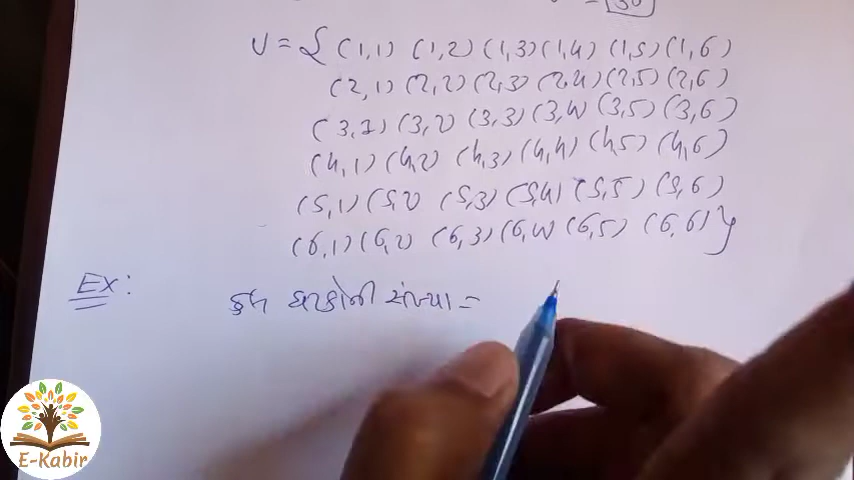 U = { (1,1) (1,2) (1,3) (1,4) (1,5) (1,6)
(2,1) (2,2) (2,3) (2,4) (2,5) (2,6)
(3,1) (3,2) (3,3) (3,4) (3,5) (3,6)
(4,1) (4,2) (4,3) (4,4) (4,5) (4,6)
(5,1) (5,2) (5,3) (5,4) (5,5) (5,6)
(6,1) (6,2) (6,3) (6,4) (6,5) (6,6) }
Ex:
કુલ ઘટકોની સંખ્યા =
E-Kabir